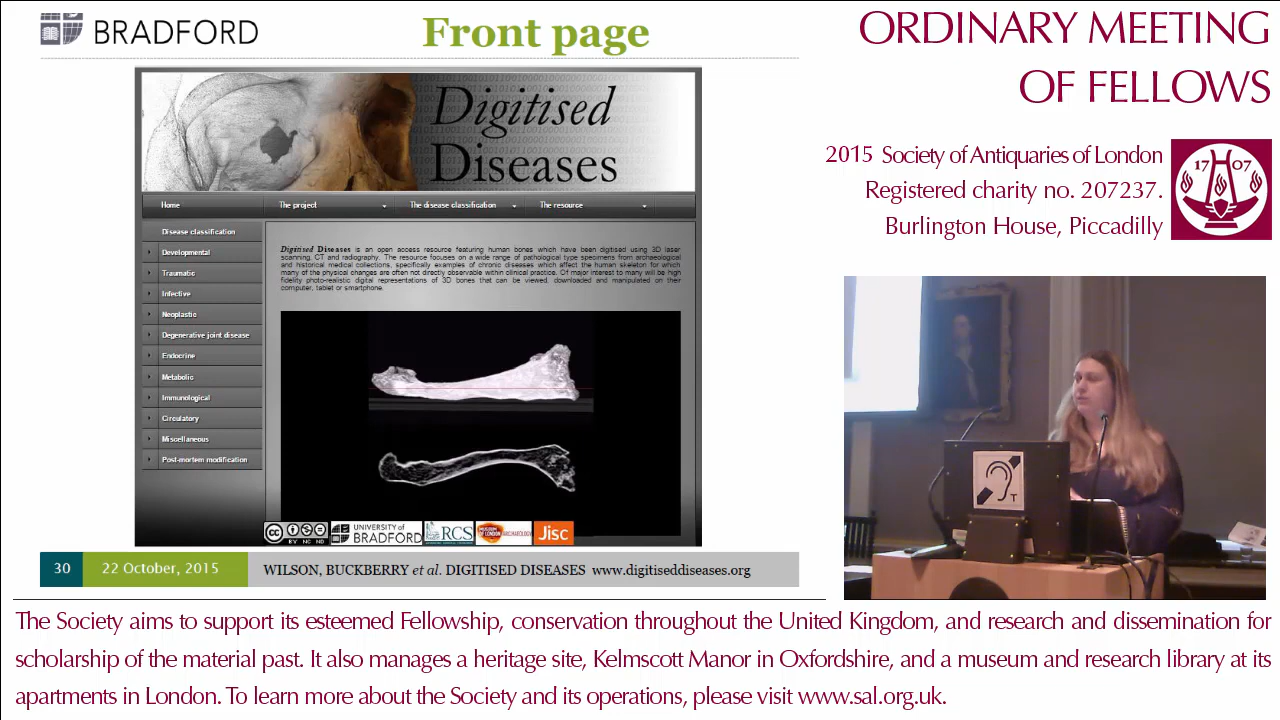 BRADFORD
Front page
Digitised
Diseases
Home
The project
The disease classification
The resource
Disease classification
Developmental
Traumatic
Infective
Neoplastic
Degenerative joint disease
Endocrine
Metabolic
Immunological
Circulatory
Miscellaneous
Post-mortem modification
Digitised Diseases is an open access resource featuring human bones which have been digitised using 3D laser
scanning, CT and radiography. The resource focuses on a wide range of pathological type specimens from archaeological
and historical medical collections, specifically examples of chronic diseases which affect the human skeleton for which
many of the physical changes are often not directly observable within clinical practice. Of major interest to many will be high
fidelity photo-realistic digital representations of 3D bones that can be viewed, downloaded and manipulated on their
computer, tablet or smartphone.
cc
BY NC ND
UNIVERSITY of
BRADFORD
RCS
Jisc
30
22 October, 2015
WILSON, BUCKBERRY et al. DIGITISED DISEASES www.digitiseddiseases.org
ORDINARY MEETING
OF FELLOWS
2015 Society of Antiquaries of London
Registered charity no. 207237.
Burlington House, Piccadilly
17 07
T
The Society aims to support its esteemed Fellowship, conservation throughout the United Kingdom, and research and dissemination for
scholarship of the material past. It also manages a heritage site, Kelmscott Manor in Oxfordshire, and a museum and research library at its
apartments in London. To learn more about the Society and its operations, please visit www.sal.org.uk.